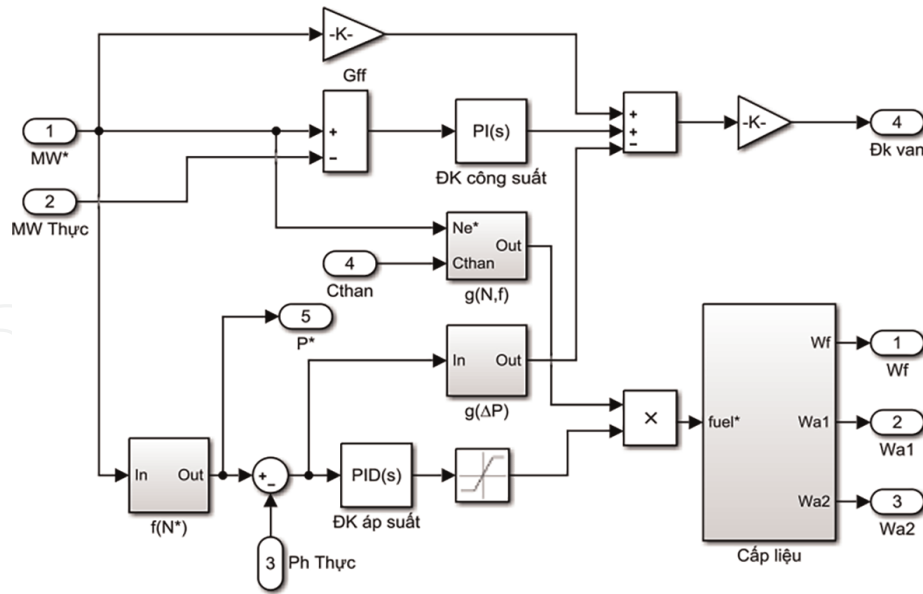 -K-
Gff
1
MW*
+
−
PI(s)
ĐK công suất
+
+
−
-K-
4
Đk van
2
MW Thực
Ne*
Out
Cthan
g(N,f)
4
Cthan
5
P*
In
Out
g(ΔP)
In
Out
f(N*)
+
−
PID(s)
ĐK áp suất
3
Ph Thực
×
fuel*
Wf
Wa1
Wa2
Cấp liệu
1
Wf
2
Wa1
3
Wa2